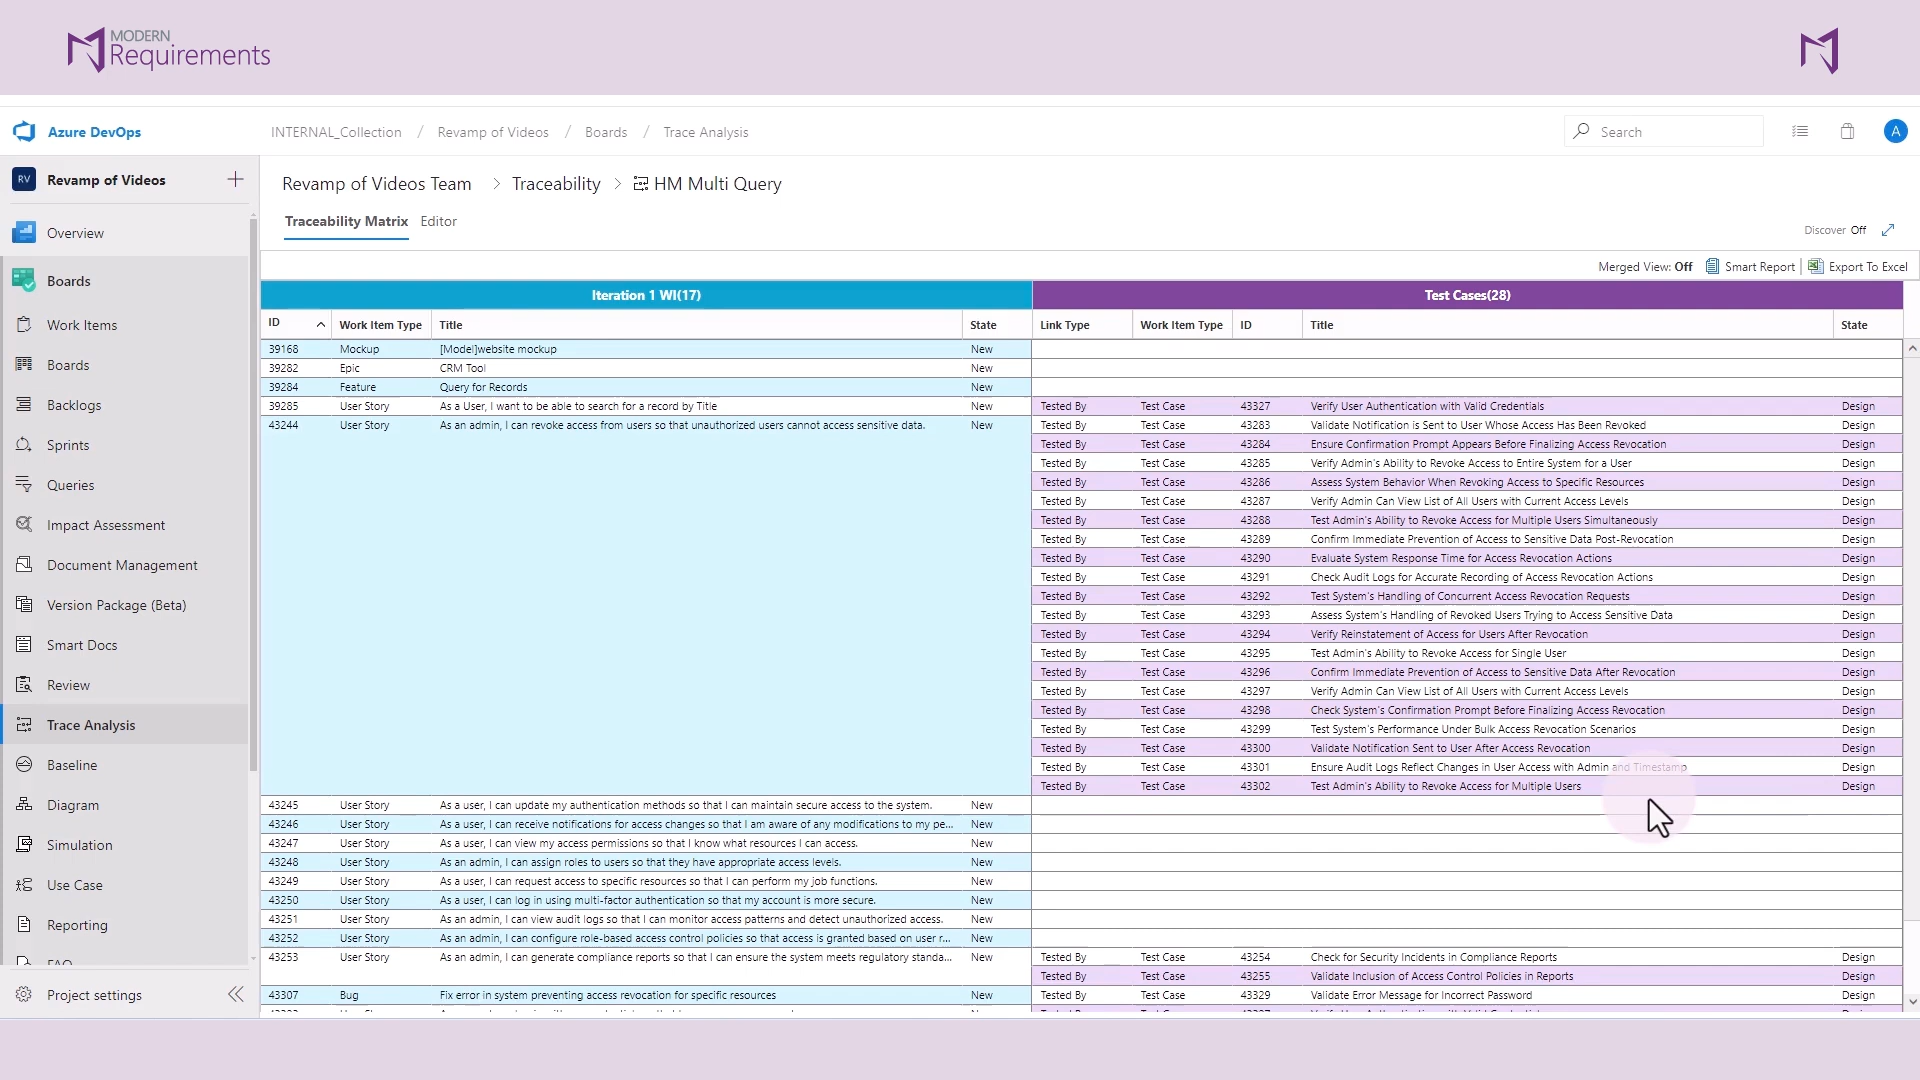 MODERN
Requirements
Azure DevOps
INTERNAL_Collection / Revamp of Videos / Boards / Trace Analysis
Search
A
RV Revamp of Videos
Revamp of Videos Team > Traceability > HM Multi Query
Traceability Matrix Editor
Discover Off
Overview
Boards
Work Items
Boards
Backlogs
Sprints
Queries
Impact Assessment
Document Management
Version Package (Beta)
Smart Docs
Review
Trace Analysis
Baseline
Diagram
Simulation
Use Case
Reporting
FAQ
Project settings
Merged View: Off Smart Report Export To Excel
Iteration 1 WI(17) Test Cases(28)
ID Work Item Type Title State Link Type Work Item Type ID Title State
39168 Mockup [Model]website mockup New
39282 Epic CRM Tool New
39284 Feature Query for Records New
39285 User Story As a User, I want to be able to search for a record by Title New Tested By Test Case 43327 Verify User Authentication with Valid Credentials Design
43244 User Story As an admin, I can revoke access from users so that unauthorized users cannot access sensitive data. New Tested By Test Case 43283 Validate Notification is Sent to User Whose Access Has Been Revoked Design
Tested By Test Case 43284 Ensure Confirmation Prompt Appears Before Finalizing Access Revocation Design
Tested By Test Case 43285 Verify Admin's Ability to Revoke Access to Entire System for a User Design
Tested By Test Case 43286 Assess System Behavior When Revoking Access to Specific Resources Design
Tested By Test Case 43287 Verify Admin Can View List of All Users with Current Access Levels Design
Tested By Test Case 43288 Test Admin's Ability to Revoke Access for Multiple Users Simultaneously Design
Tested By Test Case 43289 Confirm Immediate Prevention of Access to Sensitive Data Post-Revocation Design
Tested By Test Case 43290 Evaluate System Response Time for Access Revocation Actions Design
Tested By Test Case 43291 Check Audit Logs for Accurate Recording of Access Revocation Actions Design
Tested By Test Case 43292 Test System's Handling of Concurrent Access Revocation Requests Design
Tested By Test Case 43293 Assess System's Handling of Revoked Users Trying to Access Sensitive Data Design
Tested By Test Case 43294 Verify Reinstatement of Access for Users After Revocation Design
Tested By Test Case 43295 Test Admin's Ability to Revoke Access for Single User Design
Tested By Test Case 43296 Confirm Immediate Prevention of Access to Sensitive Data After Revocation Design
Tested By Test Case 43297 Verify Admin Can View List of All Users with Current Access Levels Design
Tested By Test Case 43298 Check System's Confirmation Prompt Before Finalizing Access Revocation Design
Tested By Test Case 43299 Test System's Performance Under Bulk Access Revocation Scenarios Design
Tested By Test Case 43300 Validate Notification Sent to User After Access Revocation Design
Tested By Test Case 43301 Ensure Audit Logs Reflect Changes in User Access with Admin and Timestamp Design
Tested By Test Case 43302 Test Admin's Ability to Revoke Access for Multiple Users Design
43245 User Story As a user, I can update my authentication methods so that I can maintain secure access to the system. New
43246 User Story As a user, I can receive notifications for access changes so that I am aware of any modifications to my pe... New
43247 User Story As a user, I can view my access permissions so that I know what resources I can access. New
43248 User Story As an admin, I can assign roles to users so that they have appropriate access levels. New
43249 User Story As a user, I can request access to specific resources so that I can perform my job functions. New
43250 User Story As a user, I can log in using multi-factor authentication so that my account is more secure. New
43251 User Story As an admin, I can view audit logs so that I can monitor access patterns and detect unauthorized access. New
43252 User Story As an admin, I can configure role-based access control policies so that access is granted based on user r... New
43253 User Story As an admin, I can generate compliance reports so that I can ensure the system meets regulatory standa... New Tested By Test Case 43254 Check for Security Incidents in Compliance Reports Design
Tested By Test Case 43255 Validate Inclusion of Access Control Policies in Reports Design
43307 Bug Fix error in system preventing access revocation for specific resources New Tested By Test Case 43329 Validate Error Message for Incorrect Password Design